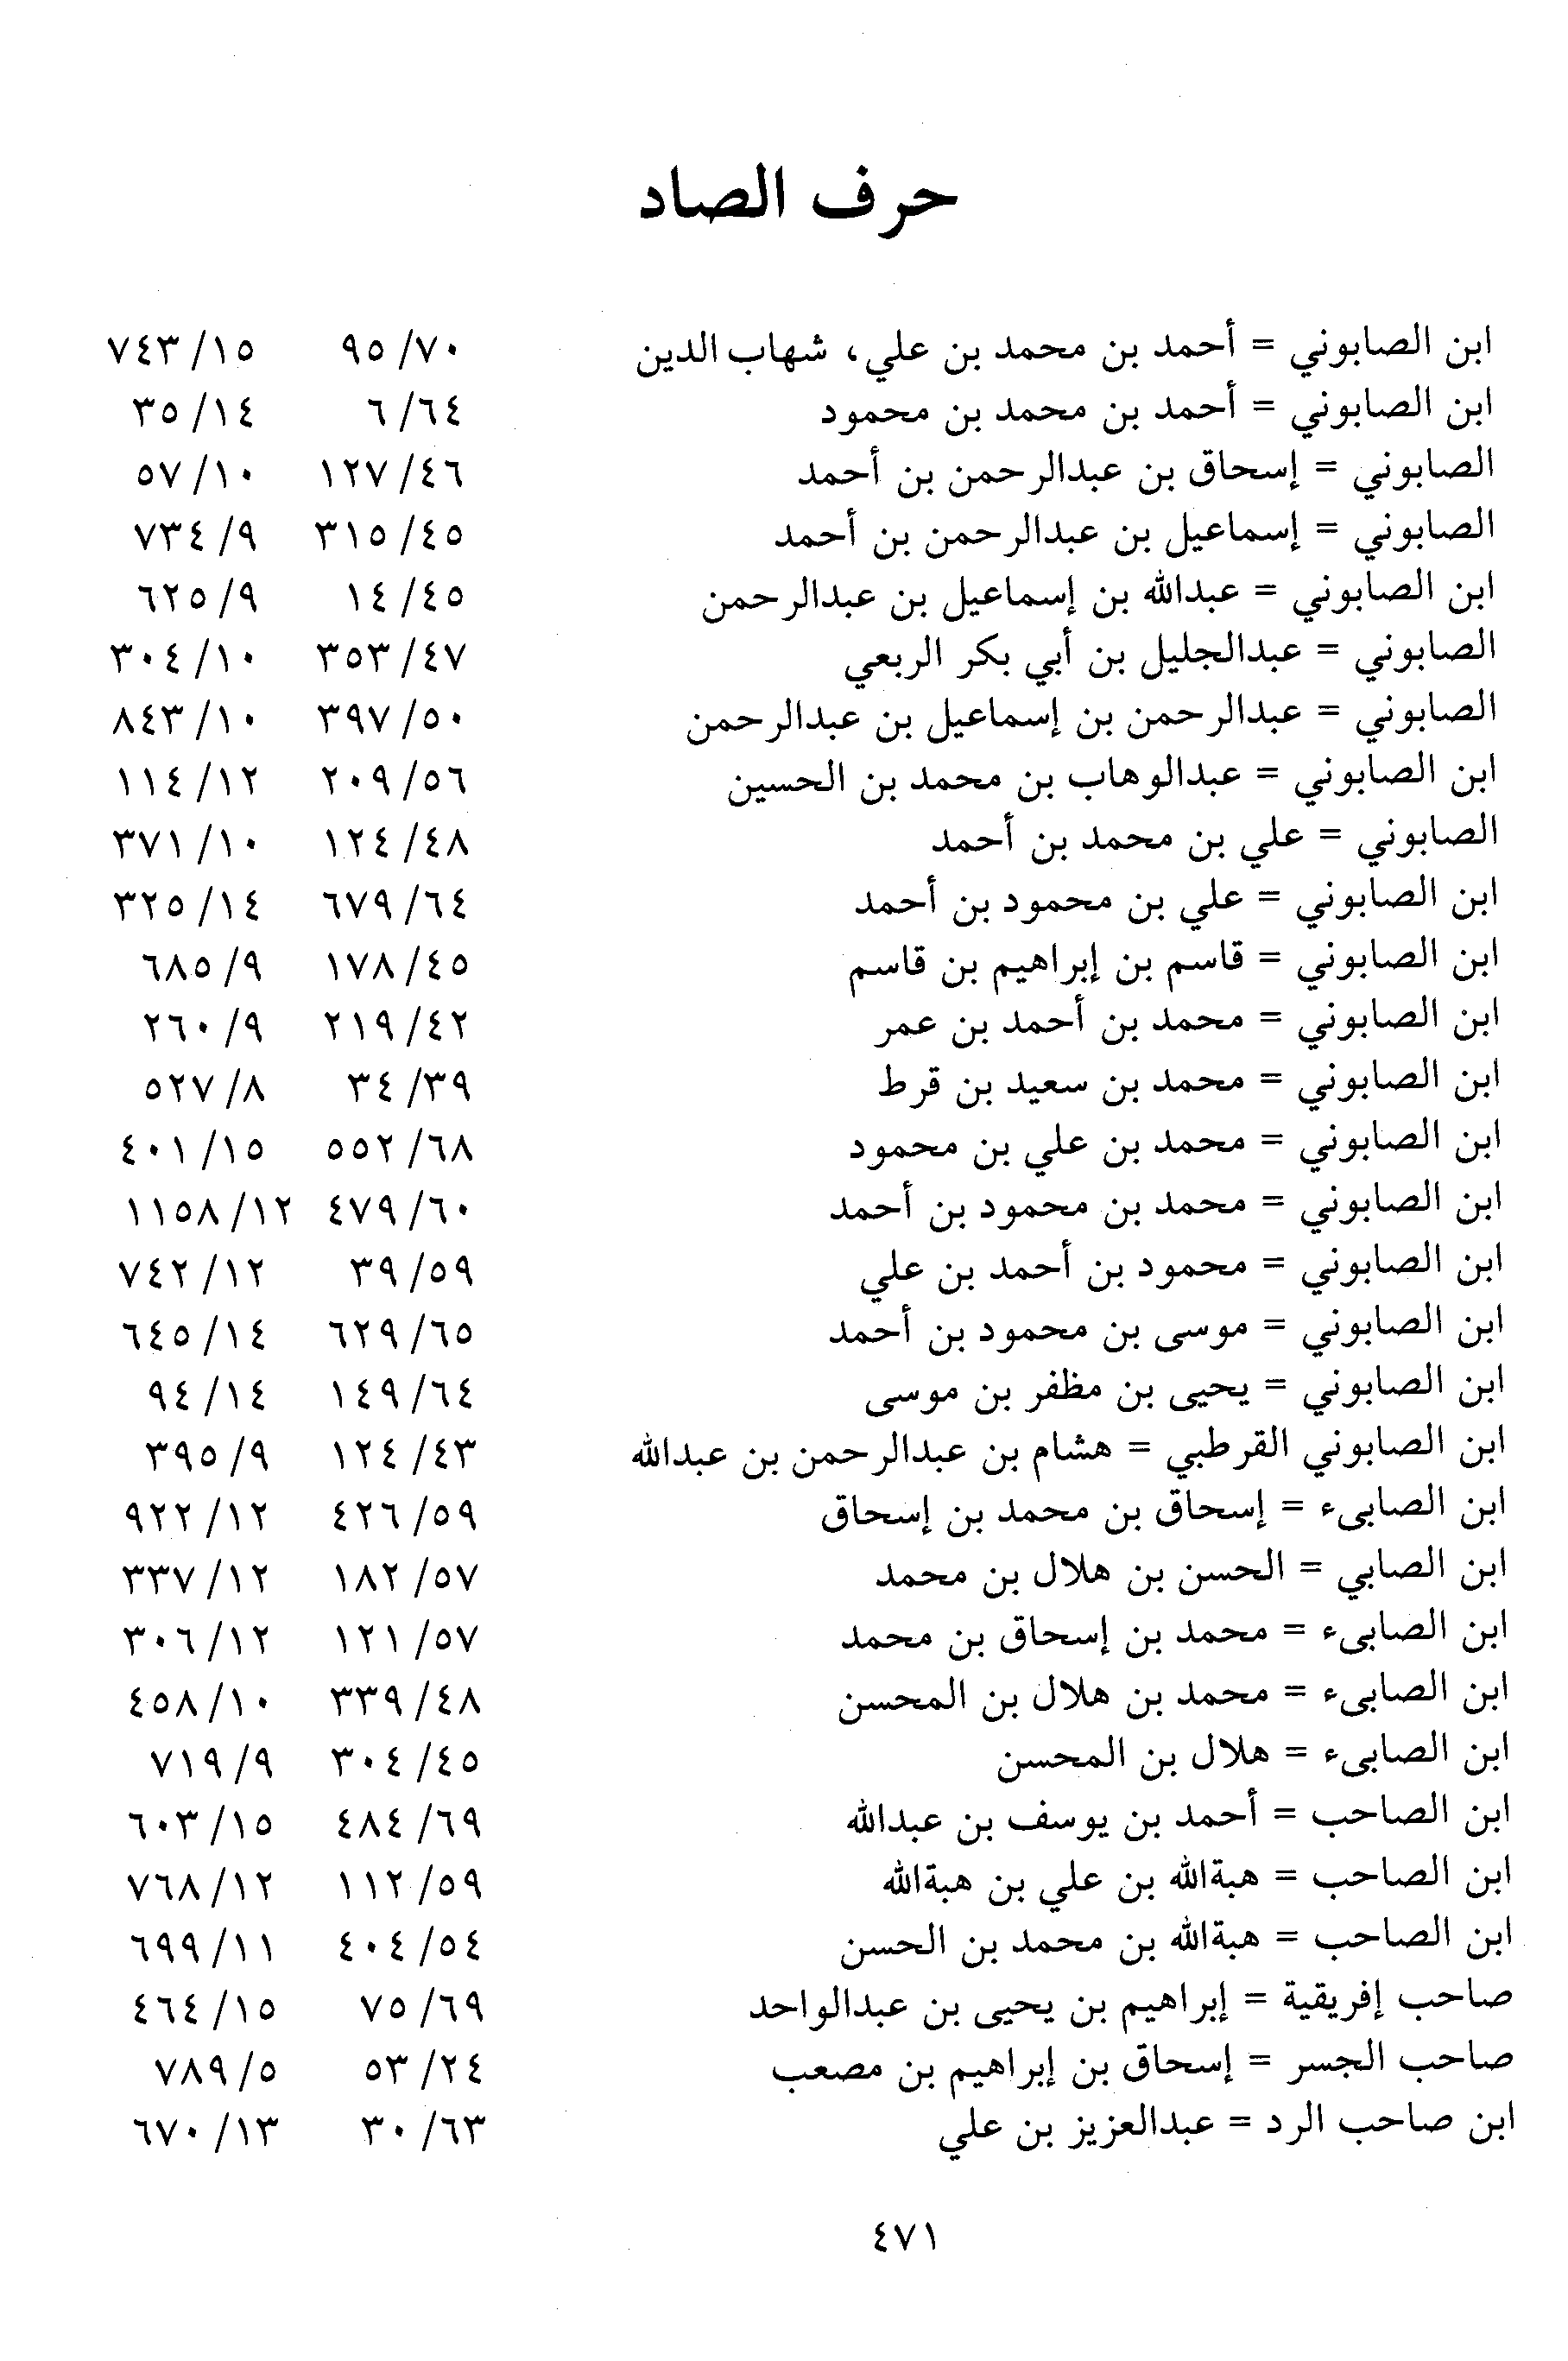 حرف الصاد
ابن الصابوني = أحمد بن محمد بن علي، شهاب الدين ٧٠/ ٩٥ ١٥/ ٧٤٣
ابن الصابوني = أحمد بن محمد بن محمود ٦٤/ ٦ ١٤/ ٣٥
الصابوني = إسحاق بن عبدالرحمن بن أحمد ٤٦/ ١٢٧ ١٠/ ٥٧
الصابوني = إسماعيل بن عبدالرحمن بن أحمد ٤٥/ ٣١٥ ٩/ ٧٣٤
ابن الصابوني = عبدالله بن إسماعيل بن عبدالرحمن ٤٥/ ١٤ ٩/ ٦٢٥
الصابوني = عبدالجليل بن أبي بكر الربعي ٤٧/ ٣٥٣ ١٠/ ٣٠٤
الصابوني = عبدالرحمن بن إسماعيل بن عبدالرحمن ٥٠/ ٣٩٧ ١٠/ ٨٤٣
ابن الصابوني = عبدالوهاب بن محمد بن الحسين ٥٦/ ٢٠٩ ١٢/ ١١٤
الصابوني = علي بن محمد بن أحمد ٤٨/ ١٢٤ ١٠/ ٣٧١
ابن الصابوني = علي بن محمود بن أحمد ٦٤/ ٦٧٩ ١٤/ ٣٢٥
ابن الصابوني = قاسم بن إبراهيم بن قاسم ٤٥/ ١٧٨ ٩/ ٦٨٥
ابن الصابوني = محمد بن أحمد بن عمر ٤٢/ ٢١٩ ٩/ ٢٦٠
ابن الصابوني = محمد بن سعيد بن قرط ٣٩/ ٣٤ ٨/ ٥٢٧
ابن الصابوني = محمد بن علي بن محمود ٦٨/ ٥٥٢ ١٥/ ٤٠١
ابن الصابوني = محمد بن محمود بن أحمد ٦٠/ ٤٧٩ ١٢/ ١١٥٨
ابن الصابوني = محمود بن أحمد بن علي ٥٩/ ٣٩ ١٢/ ٧٤٢
ابن الصابوني = موسى بن محمود بن أحمد ٦٥/ ٦٢٩ ١٤/ ٦٤٥
ابن الصابوني = يحيى بن مظفر بن موسى ٦٤/ ١٤٩ ١٤/ ٩٤
ابن الصابوني القرطبي = هشام بن عبدالرحمن بن عبدالله ٤٣/ ١٢٤ ٩/ ٣٩٥
ابن الصابىء = إسحاق بن محمد بن إسحاق ٥٩/ ٤٢٦ ١٢/ ٩٢٢
ابن الصابي = الحسن بن هلال بن محمد ٥٧/ ١٨٢ ١٢/ ٣٣٧
ابن الصابىء = محمد بن إسحاق بن محمد ٥٧/ ١٢١ ١٢/ ٣٠٦
ابن الصابىء = محمد بن هلال بن المحسن ٤٨/ ٣٣٩ ١٠/ ٤٥٨
ابن الصابىء = هلال بن المحسن ٤٥/ ٣٠٤ ٩/ ٧١٩
ابن الصاحب = أحمد بن يوسف بن عبدالله ٦٩/ ٤٨٤ ١٥/ ٦٠٣
ابن الصاحب = هبةالله بن علي بن هبةالله ٥٩/ ١١٢ ١٢/ ٧٦٨
ابن الصاحب = هبةالله بن محمد بن الحسن ٥٤/ ٤٠٤ ١١/ ٦٩٩
صاحب إفريقية = إبراهيم بن يحيى بن عبدالواحد ٦٩/ ٧٥ ١٥/ ٤٦٤
صاحب الجسر = إسحاق بن إبراهيم بن مصعب ٢٤/ ٥٣ ٥/ ٧٨٩
ابن صاحب الرد = عبدالعزيز بن علي ٦٣/ ٣٠ ١٣/ ٦٧٠
٤٧١